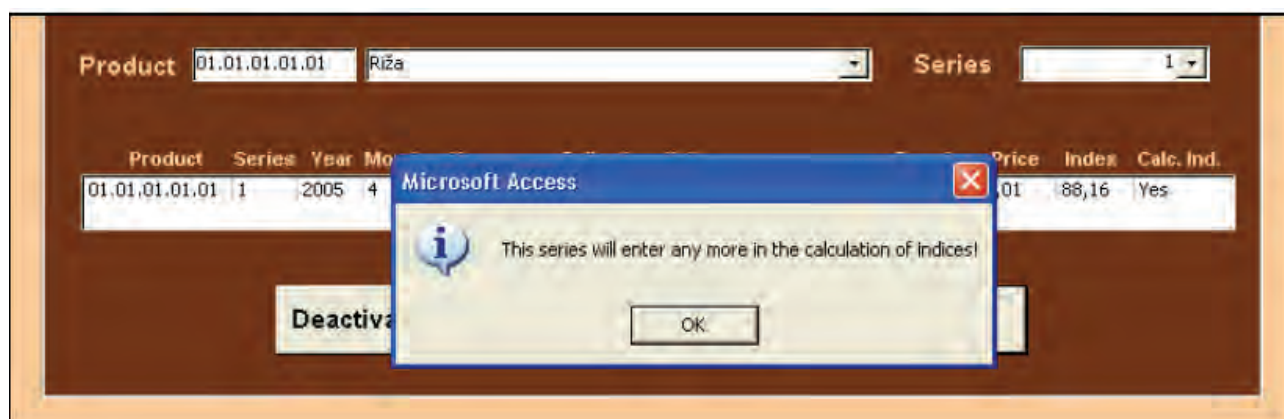 Product 01.01.01.01.01 Riža Series 1
Product Series Year Price Index Calc. Ind.
01.01.01.01.01 1 2005 4 ,01 88,16 Yes
Microsoft Access
This series will enter any more in the calculation of indices!
Deactiva
OK